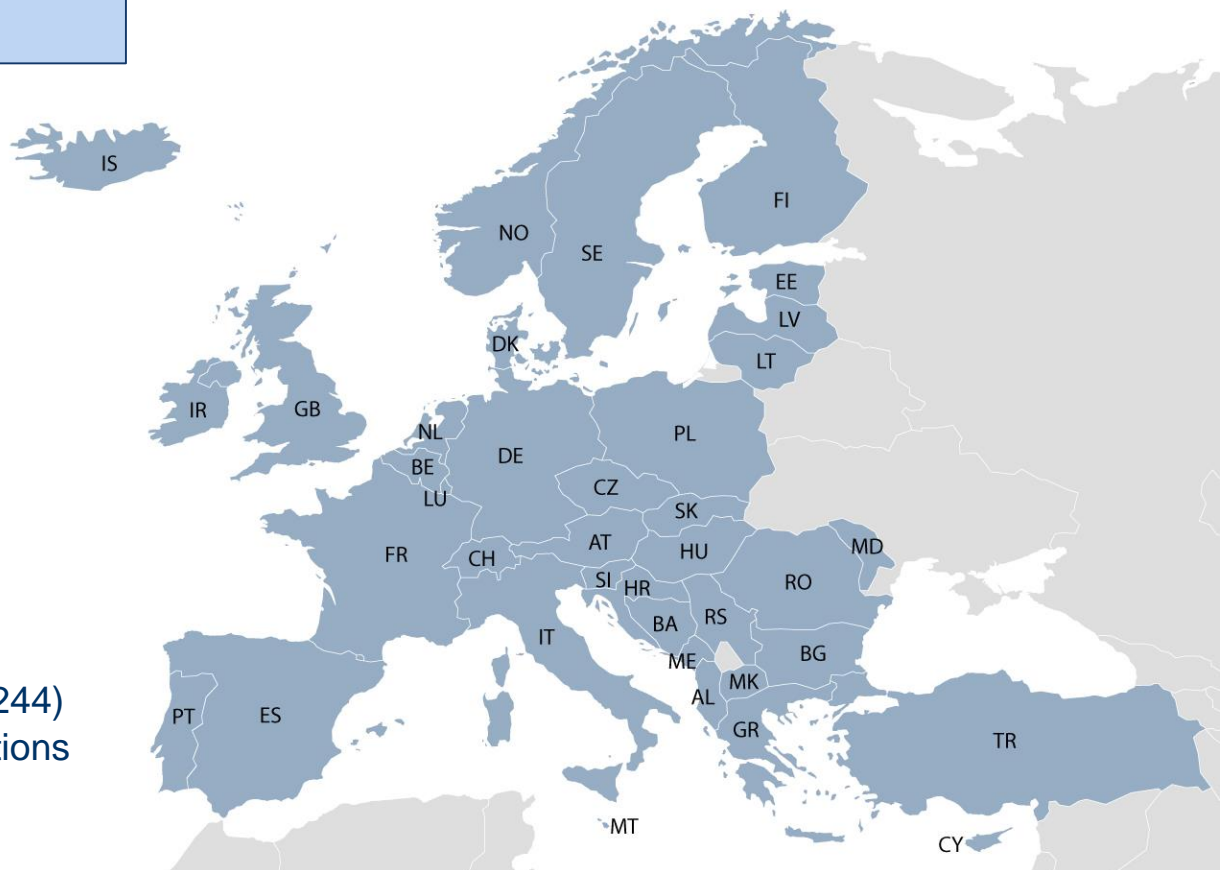 IS
FI
NO
SE
EE
LV
DK
LT
IR
GB
NL
PL
DE
BE
CZ
LU
SK
AT
HU
MD
FR
CH
SI
HR
RO
BA
RS
IT
BG
ME
MK
AL
244)
PT
ES
GR
TR
tions
MT
CY